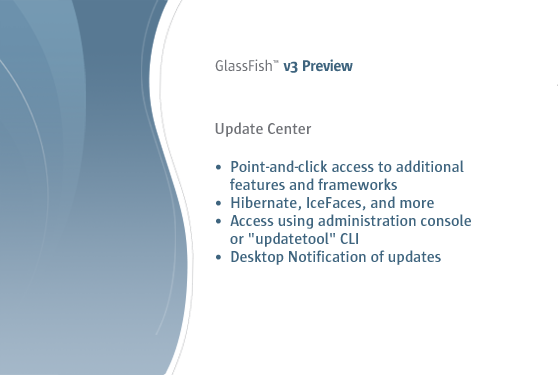 GlassFish™ v3 Preview
Update Center
• Point-and-click access to additional
features and frameworks
• Hibernate, IceFaces, and more
• Access using administration console
or "updatetool" CLI
• Desktop Notification of updates